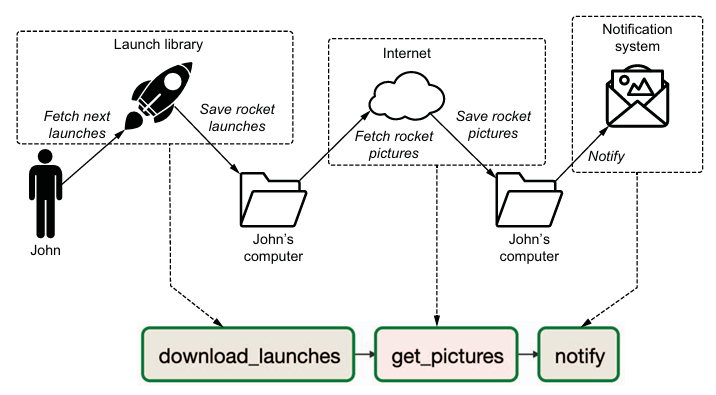 Launch library
Internet
Notification
system
Fetch next
launches
Save rocket
launches
Fetch rocket
pictures
Save rocket
pictures
Notify
John
John's
computer
John's
computer
download_launches
get_pictures
notify